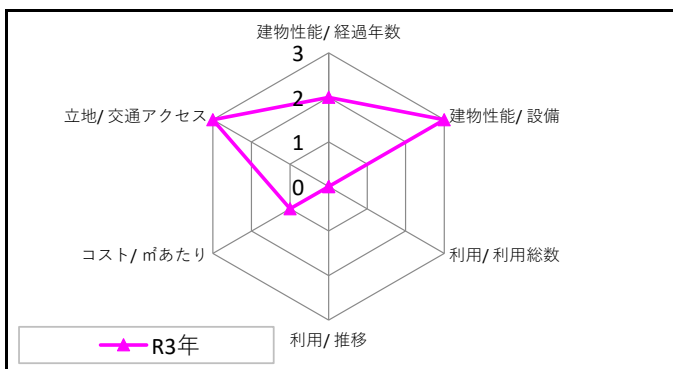 建物性能/ 経過年数
3
立地/ 交通アクセス
2
建物性能/ 設備
1
0
コスト/ ㎡あたり
利用/ 利用総数
利用/ 推移
R3年